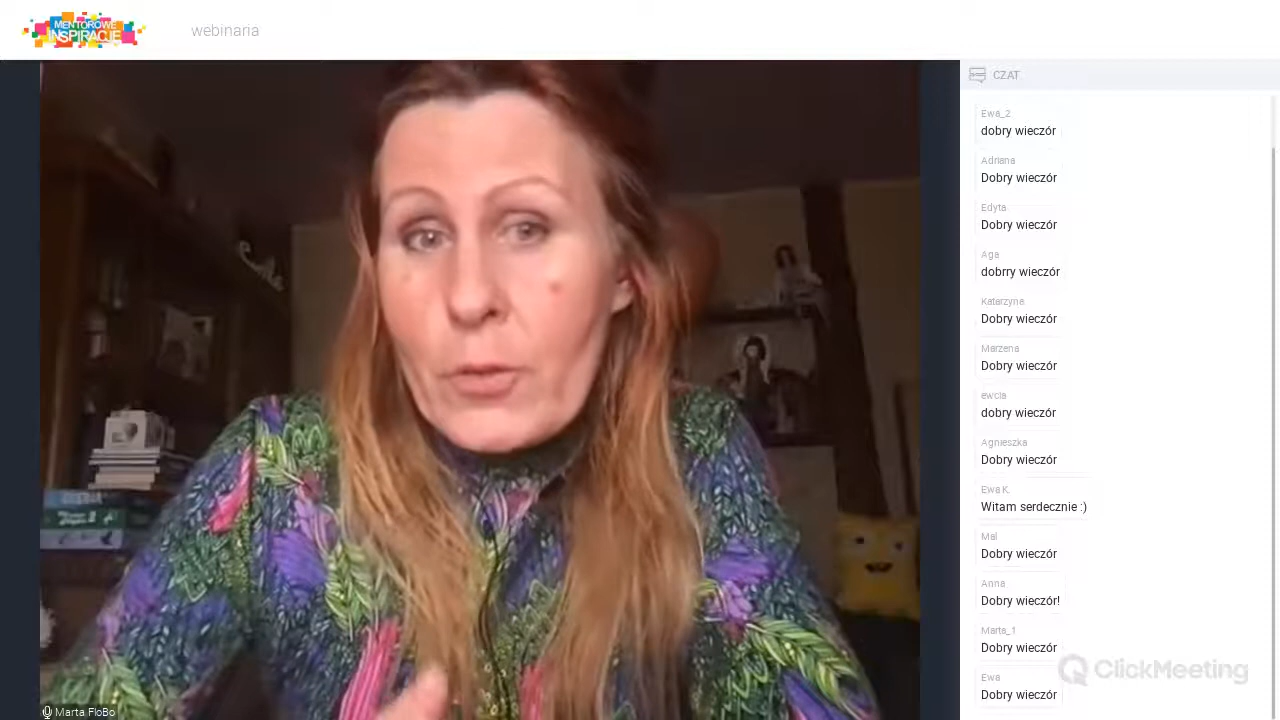 MENTOROWE
INSPIRACJE
webinaria
CZAT
Ewa_2
dobry wieczór
Adriana
Dobry wieczór
Edyta
Dobry wieczór
Aga
dobrry wieczór
Katarzyna
Dobry wieczór
Marzena
Dobry wieczór
ewcia
dobry wieczór
Agnieszka
Dobry wieczór
Ewa K.
Witam serdecznie :)
Mal
Dobry wieczór
Anna
Dobry wieczór!
Marta_1
Dobry wieczór
ClickMeeting
Ewa
Dobry wieczór
Marta FloBo